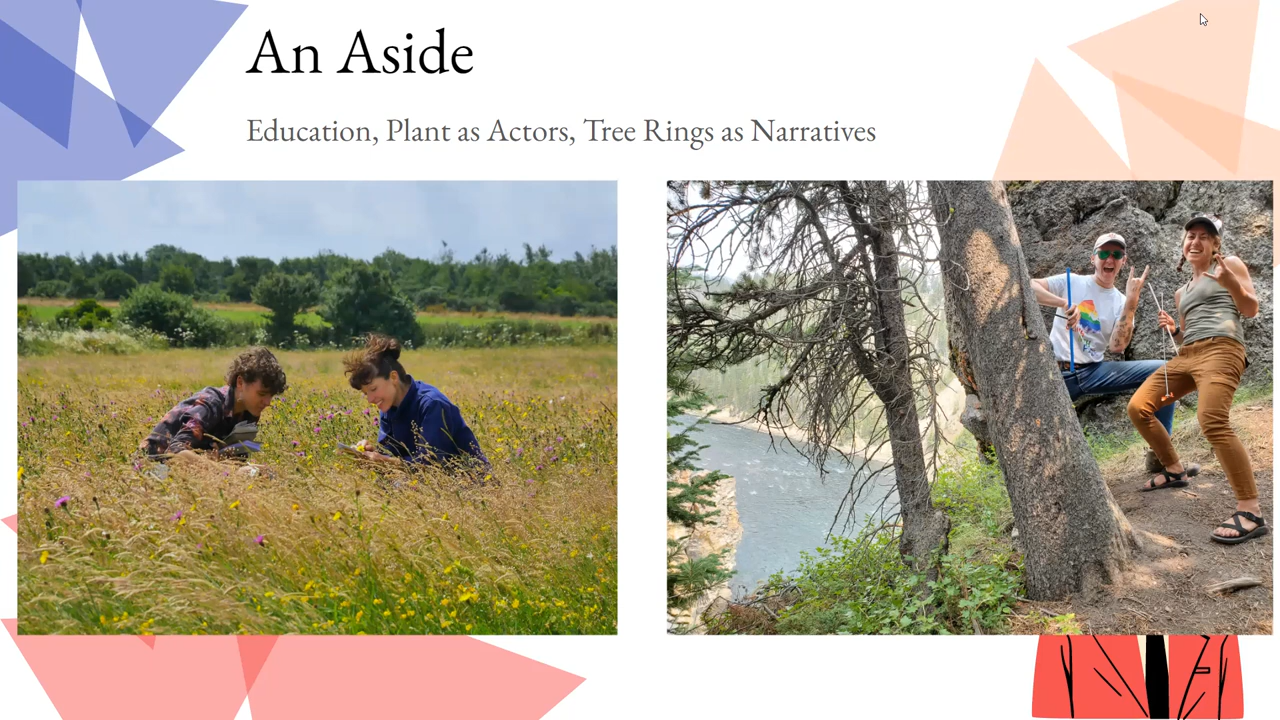 An Aside
Education, Plant as Actors, Tree Rings as Narratives